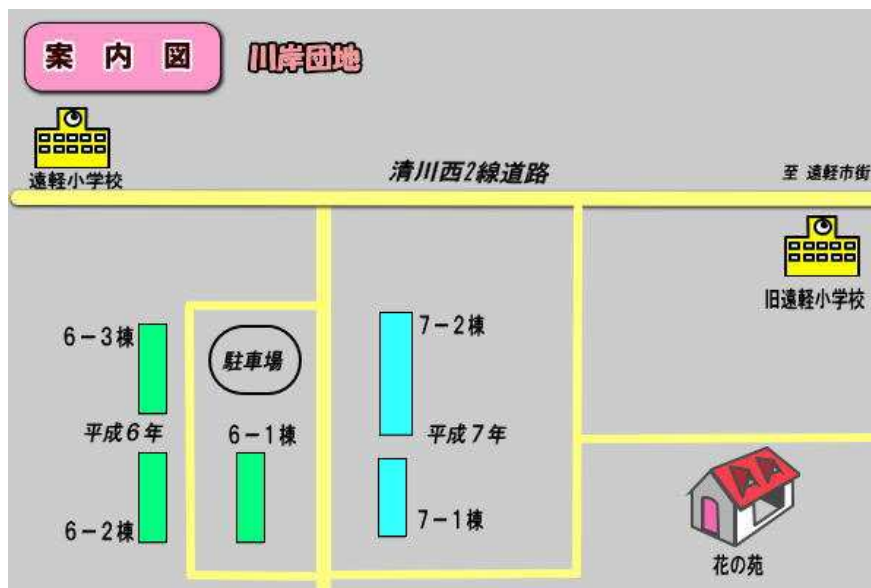 案内図
川岸団地
遠軽小学校
清川西2線道路
至 遠軽市街
旧遠軽小学校
6-3棟
駐車場
7-2棟
平成6年
6-1棟
平成7年
6-2棟
7-1棟
花の苑